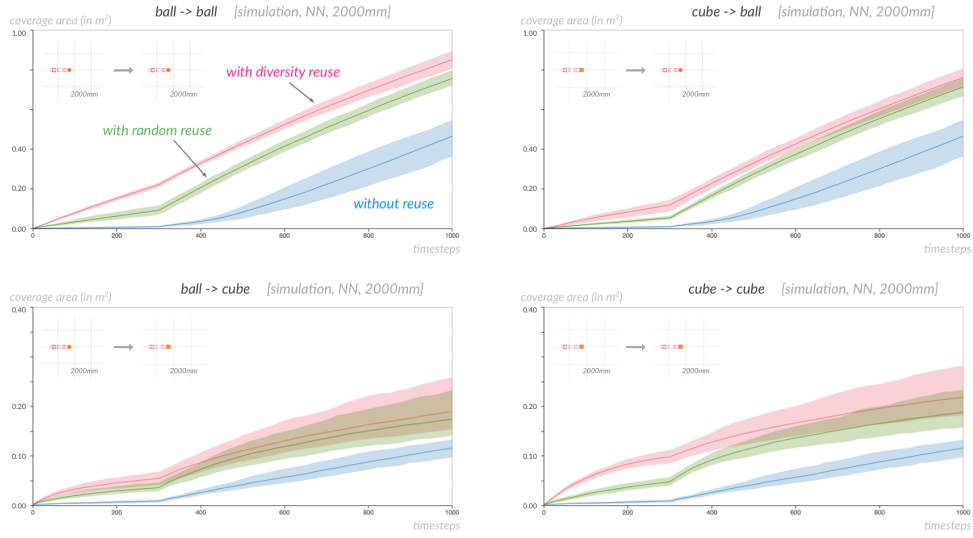 ball -> ball [simulation, NN, 2000mm]
coverage area (in m²)
1.00
0.40
0.20
0.00
2000mm
2000mm
with diversity reuse
with random reuse
without reuse
0
200
400
600
800
1000
timesteps
cube -> ball [simulation, NN, 2000mm]
coverage area (in m²)
1.00
0.40
0.20
0.00
2000mm
2000mm
0
200
400
600
800
1000
timesteps
ball -> cube [simulation, NN, 2000mm]
coverage area (in m²)
0.40
0.20
0.10
0.00
2000mm
2000mm
0
200
400
600
800
1000
timesteps
cube -> cube [simulation, NN, 2000mm]
coverage area (in m²)
0.40
0.20
0.10
0.00
2000mm
2000mm
0
200
400
600
800
1000
timesteps